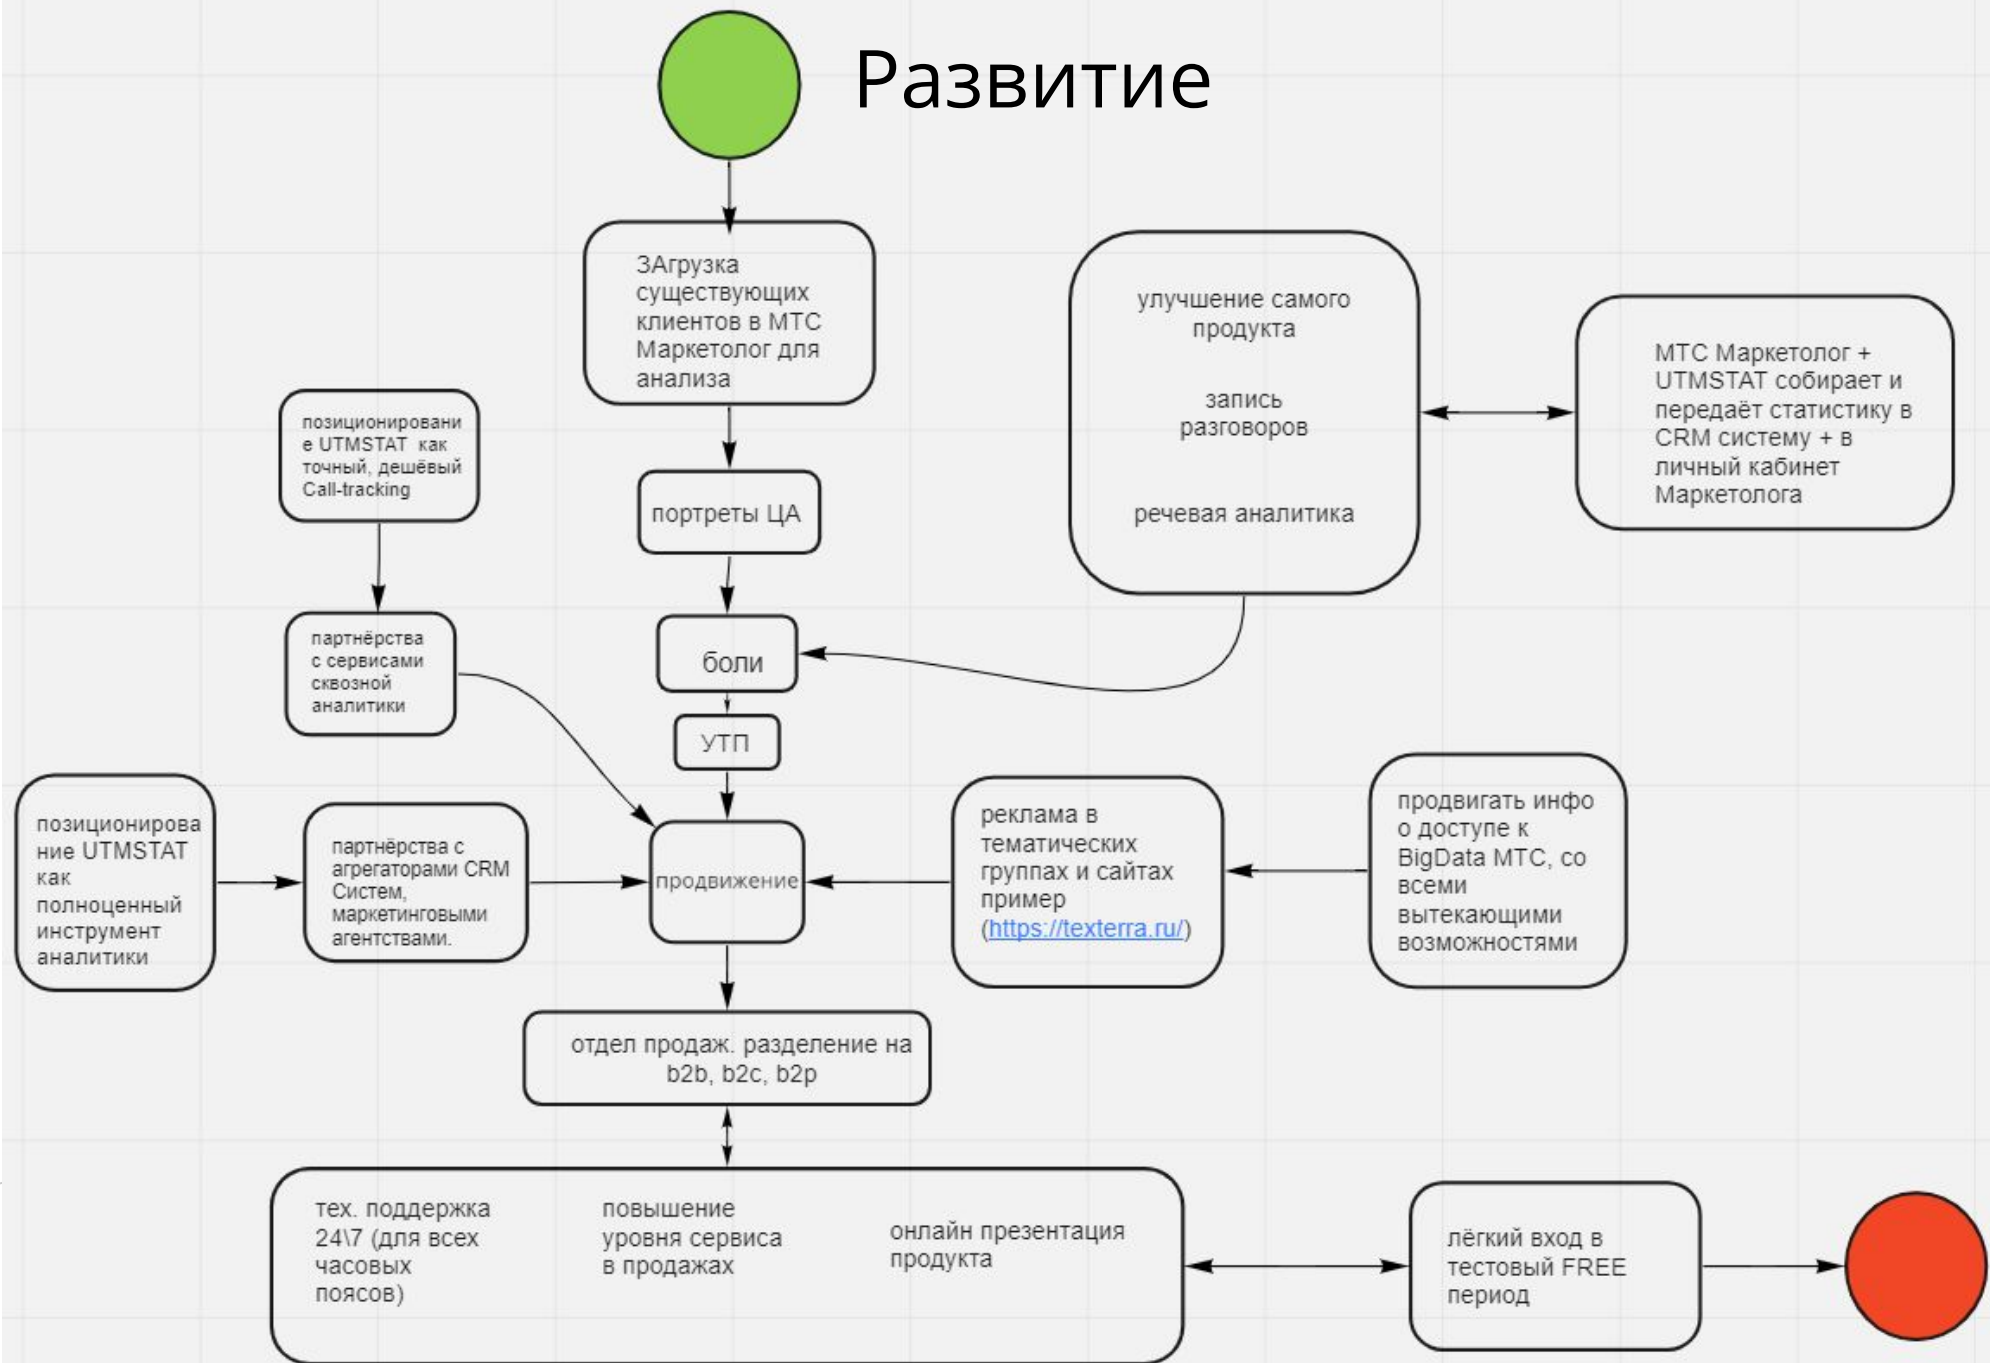 Развитие
ЗАгрузка
существующих
клиентов в МТС
Маркетолог для
анализа
улучшение самого
продукта
запись
разговоров
речевая аналитика
МТС Маркетолог +
UTMSTAT собирает и
передаёт статистику в
CRM систему + в
личный кабинет
Маркетолога
позиционировани
е UTMSTAT как
точный, дешёвый
Call-tracking
портреты ЦА
партнёрства
с сервисами
сквозной
аналитики
боли
УТП
позиционирова
ние UTMSTAT
как
полноценный
инструмент
аналитики
партнёрства с
агрегаторами CRM
Систем,
маркетинговыми
агентствами.
продвижение
реклама в
тематических
группах и сайтах
пример
(https://texterra.ru/)
продвигать инфо
о доступе к
BigData МТС, со
всеми
вытекающими
возможностями
отдел продаж. разделение на
b2b, b2c, b2p
тех. поддержка
24\7 (для всех
часовых
поясов)
повышение
уровня сервиса
в продажах
онлайн презентация
продукта
лёгкий вход в
тестовый FREE
период